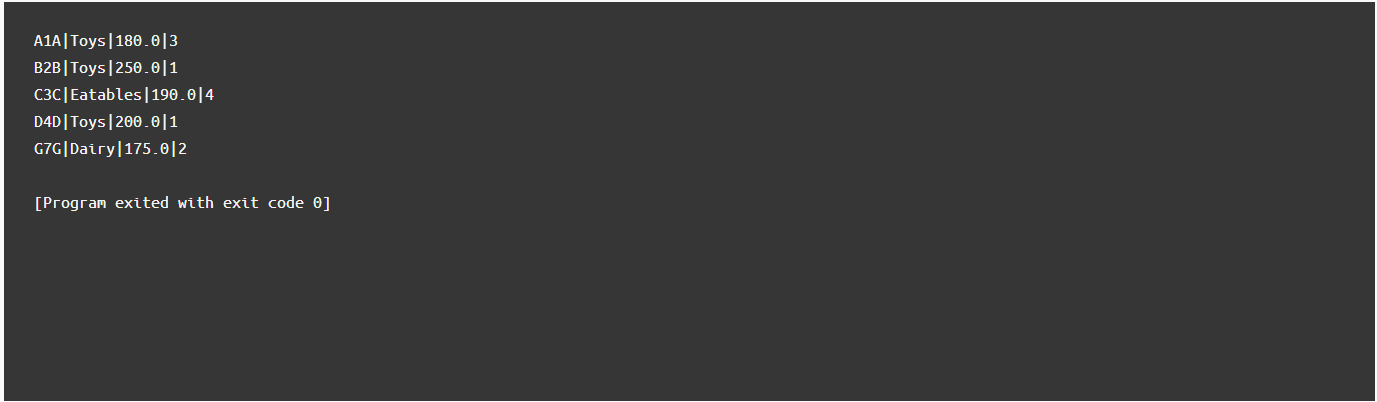 A1A|Toys|180.0|3
B2B|Toys|250.0|1
C3C|Eatables|190.0|4
D4D|Toys|200.0|1
G7G|Dairy|175.0|2
[Program exited with exit code 0]